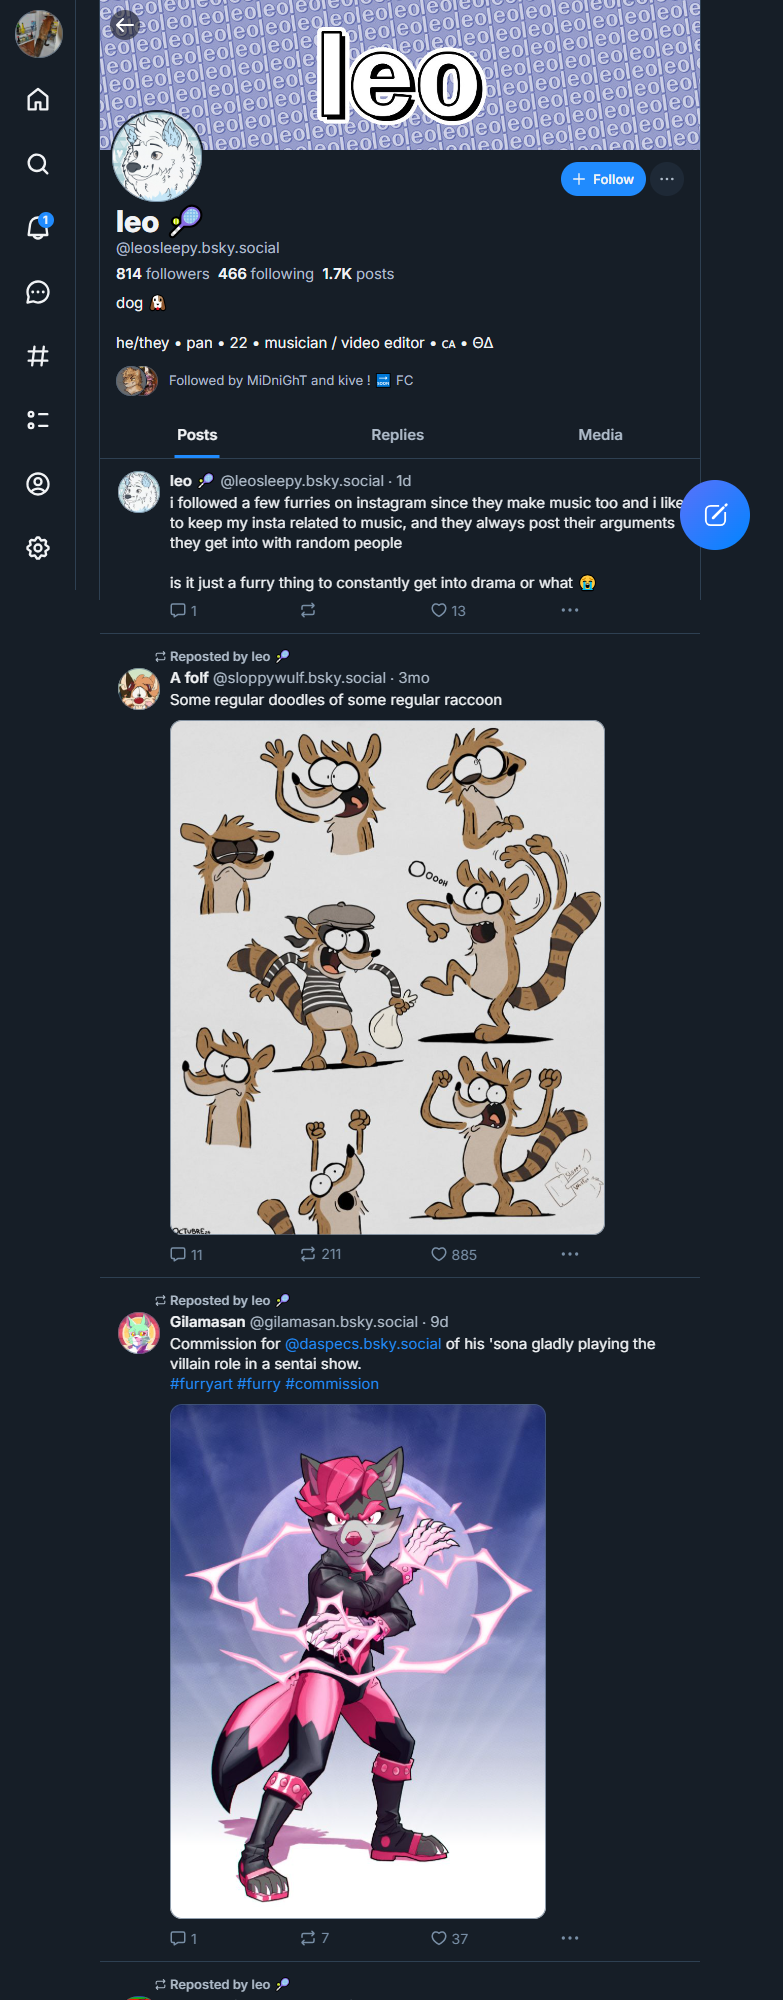 leo
leo
@leosleepy.bsky.social
814 followers 466 following 1.7K posts
dog
he/they • pan • 22 • musician / video editor • ᴄᴀ • ΘΔ
Followed by MiDniGhT and kive ! 🔜 FC
+ Follow
1
Posts Replies Media
leo @leosleepy.bsky.social · 1d
i followed a few furries on instagram since they make music too and i like
to keep my insta related to music, and they always post their arguments
they get into with random people
is it just a furry thing to constantly get into drama or what 😭
1 13
Reposted by leo
A folf @sloppywulf.bsky.social · 3mo
Some regular doodles of some regular raccoon
Ooooh
11 211 885
Reposted by leo
Gilamasan @gilamasan.bsky.social · 9d
Commission for @daspecs.bsky.social of his 'sona gladly playing the
villain role in a sentai show.
#furryart #furry #commission
1 7 37
Reposted by leo